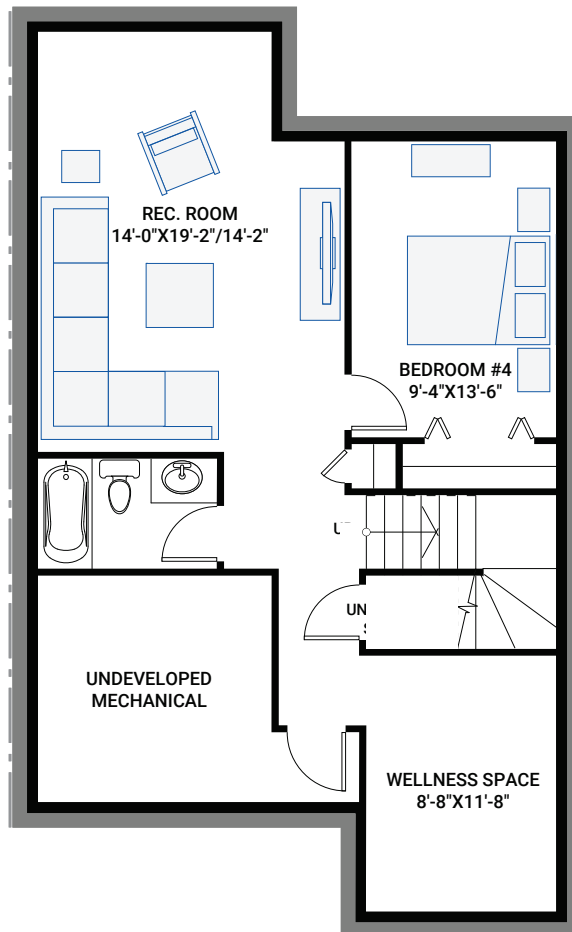 REC. ROOM
14'-0"X19'-2"/14'-2"
BEDROOM #4
9'-4"X13'-6"
UNDEVELOPED
MECHANICAL
WELLNESS SPACE
8'-8"X11'-8"